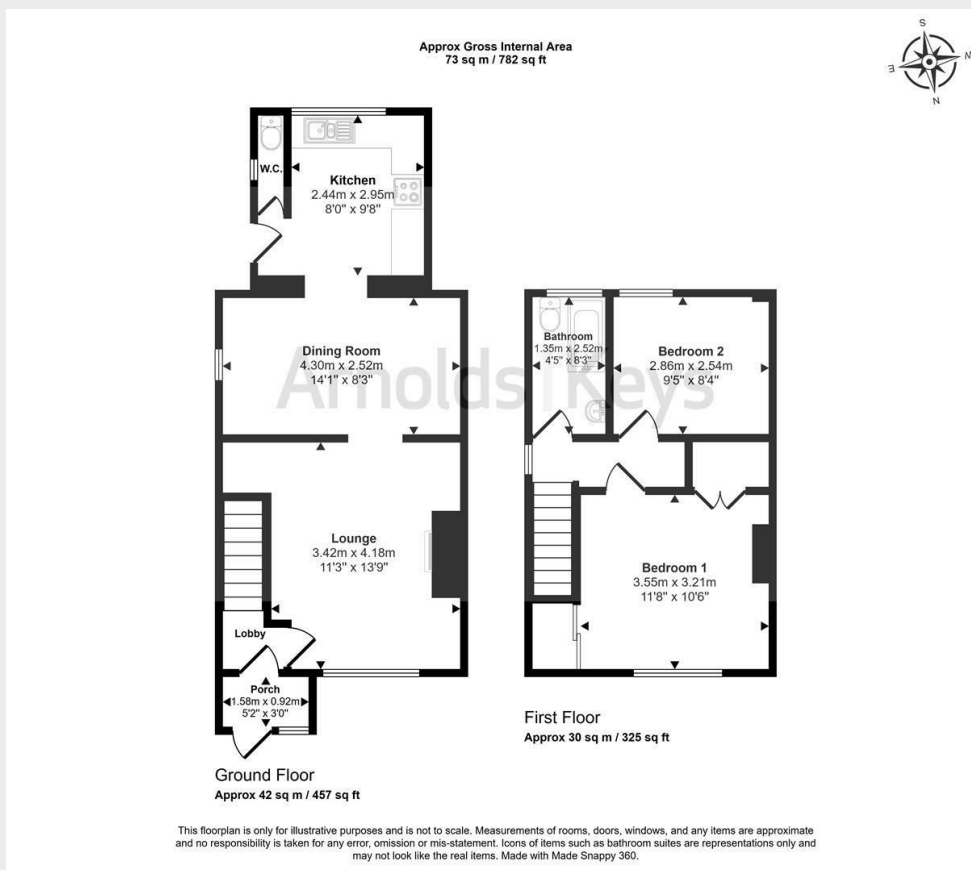 Approx Gross Internal Area
73 sq m / 782 sq ft
S
E
W
N
W.C.
Kitchen
2.44m x 2.95m
8'0" x 9'8"
Dining Room
4.30m x 2.52m
14'1" x 8'3"
Lounge
3.42m x 4.18m
11'3" x 13'9"
Lobby
Porch
1.58m x 0.92m
5'2" x 3'0"
Ground Floor
Approx 42 sq m / 457 sq ft
Bathroom
1.35m x 2.52m
4'5" x 8'3"
Bedroom 2
2.86m x 2.54m
9'5" x 8'4"
Bedroom 1
3.55m x 3.21m
11'8" x 10'6"
First Floor
Approx 30 sq m / 325 sq ft
Arnolds | Keys
This floorplan is only for illustrative purposes and is not to scale. Measurements of rooms, doors, windows, and any items are approximate
and no responsibility is taken for any error, omission or mis-statement. Icons of items such as bathroom suites are representations only and
may not look like the real items. Made with Made Snappy 360.